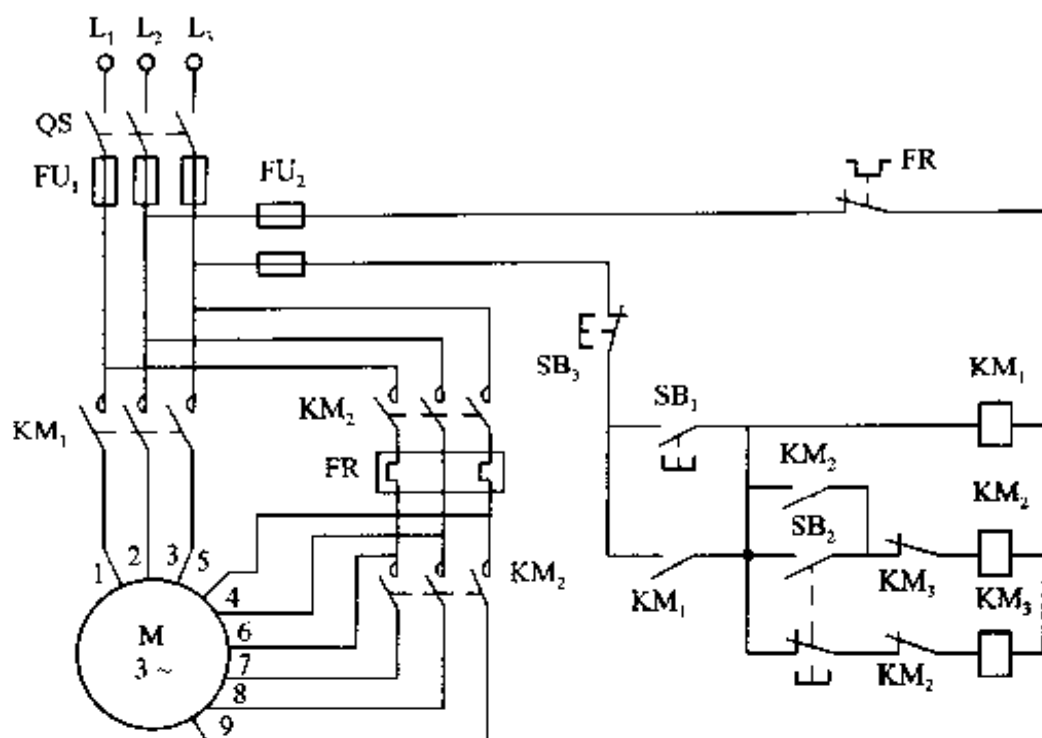 L₁ L₂ L₃
QS
FU₁
FU₂
FR
SB₃
KM₁
KM₂
SB₁
KM₁
FR
KM₂
KM₂
SB₂
1 2 3 5
4
KM₂
KM₁
KM₃
KM₃
M
3 ~
6
7
8
9
KM₂